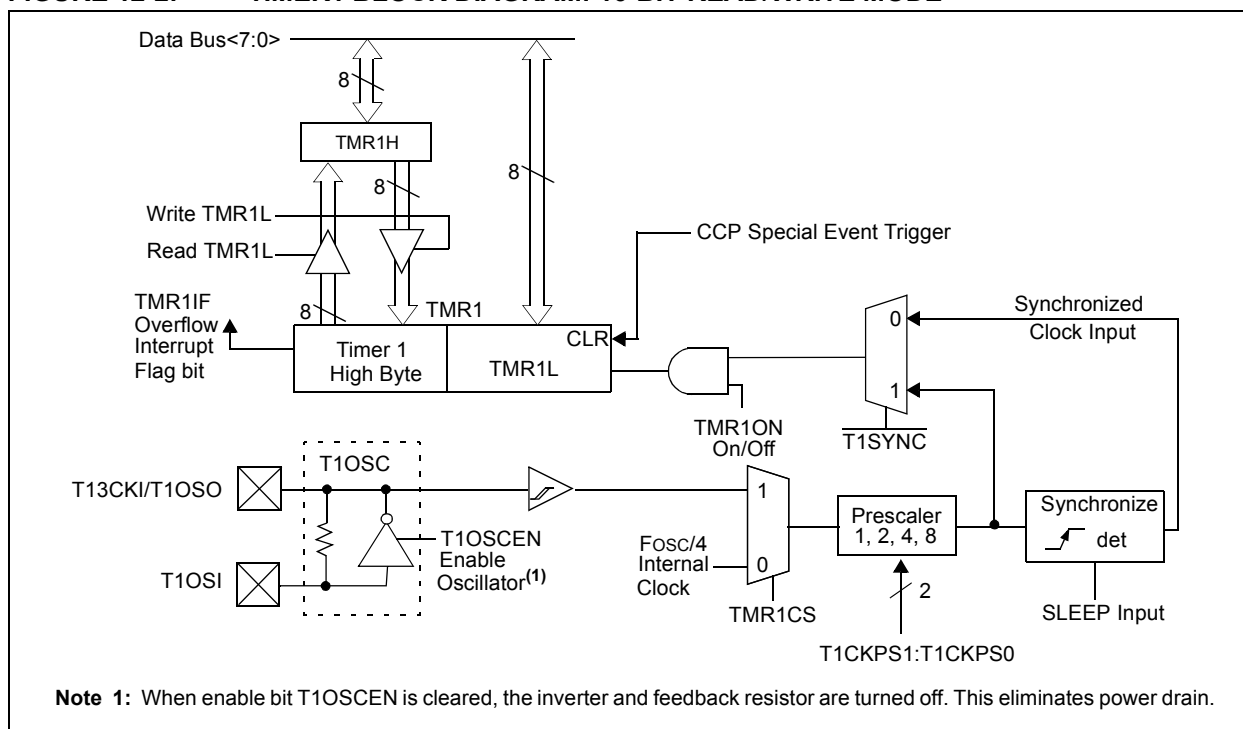 Data Bus<7:0>
8
TMR1H
8
8
Write TMR1L
CCP Special Event Trigger
Read TMR1L
TMR1IF
Overflow
Interrupt
Flag bit
8
TMR1
Synchronized
Clock Input
0
CLR
Timer 1
High Byte
TMR1L
1
TMR1ON
On/Off
T1SYNC
T1OSC
T13CKI/T1OSO
1
Prescaler
1, 2, 4, 8
Synchronize
det
T1OSCEN
Enable
Oscillator(1)
FOSC/4
Internal
Clock
0
T1OSI
2
TMR1CS
SLEEP Input
T1CKPS1:T1CKPS0
Note 1: When enable bit T1OSCEN is cleared, the inverter and feedback resistor are turned off. This eliminates power drain.